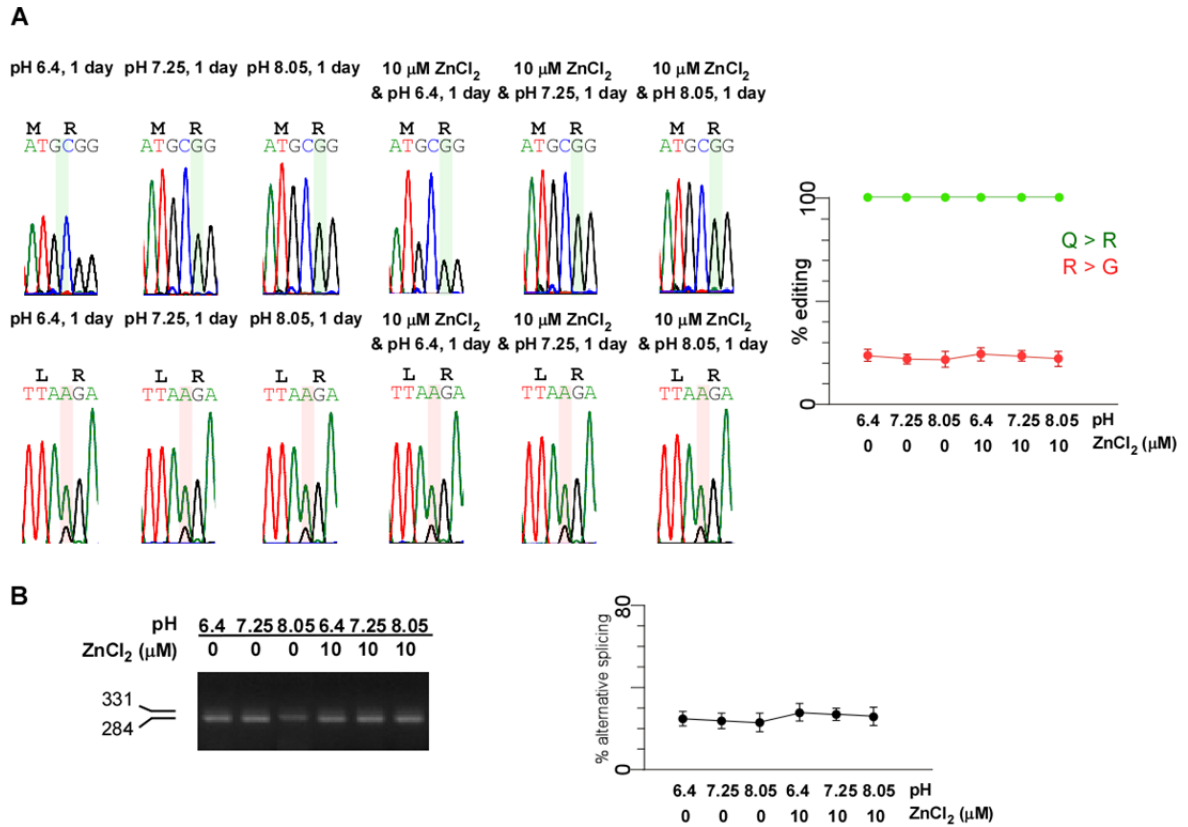 A
pH 6.4, 1 day pH 7.25, 1 day pH 8.05, 1 day 10 μM ZnCl2 & pH 6.4, 1 day 10 μM ZnCl2 & pH 7.25, 1 day 10 μM ZnCl2 & pH 8.05, 1 day
M R M R M R M R M R M R
ATGCGG ATGCGG ATGCGG ATGCGG ATGCGG ATGCGG
pH 6.4, 1 day pH 7.25, 1 day pH 8.05, 1 day 10 μM ZnCl2 & pH 6.4, 1 day 10 μM ZnCl2 & pH 7.25, 1 day 10 μM ZnCl2 & pH 8.05, 1 day
L R L R L R L R L R L R
TTAAGA TTAAGA TTAAGA TTAAGA TTAAGA TTAAGA
100
% editing
0
Q > R
R > G
6.4 7.25 8.05 6.4 7.25 8.05 pH
0 0 0 10 10 10 ZnCl2 (μM)
B
pH 6.4 7.25 8.05 6.4 7.25 8.05
ZnCl2 (μM) 0 0 0 10 10 10
331
284
80
% alternative splicing
0
6.4 7.25 8.05 6.4 7.25 8.05 pH
0 0 0 10 10 10 ZnCl2 (μM)